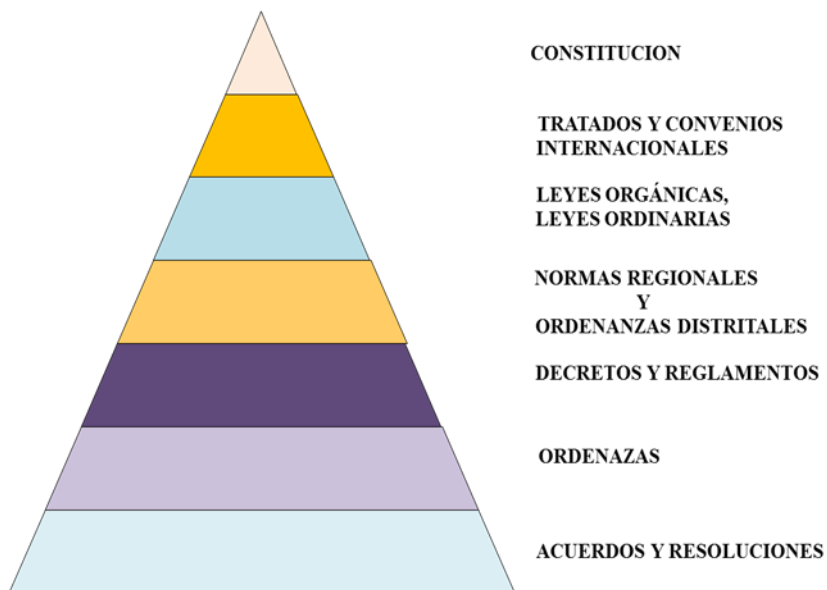 CONSTITUCION
TRATADOS Y CONVENIOS
INTERNACIONALES
LEYES ORGÁNICAS,
LEYES ORDINARIAS
NORMAS REGIONALES
Y
ORDENANZAS DISTRITALES
DECRETOS Y REGLAMENTOS
ORDENAZAS
ACUERDOS Y RESOLUCIONES